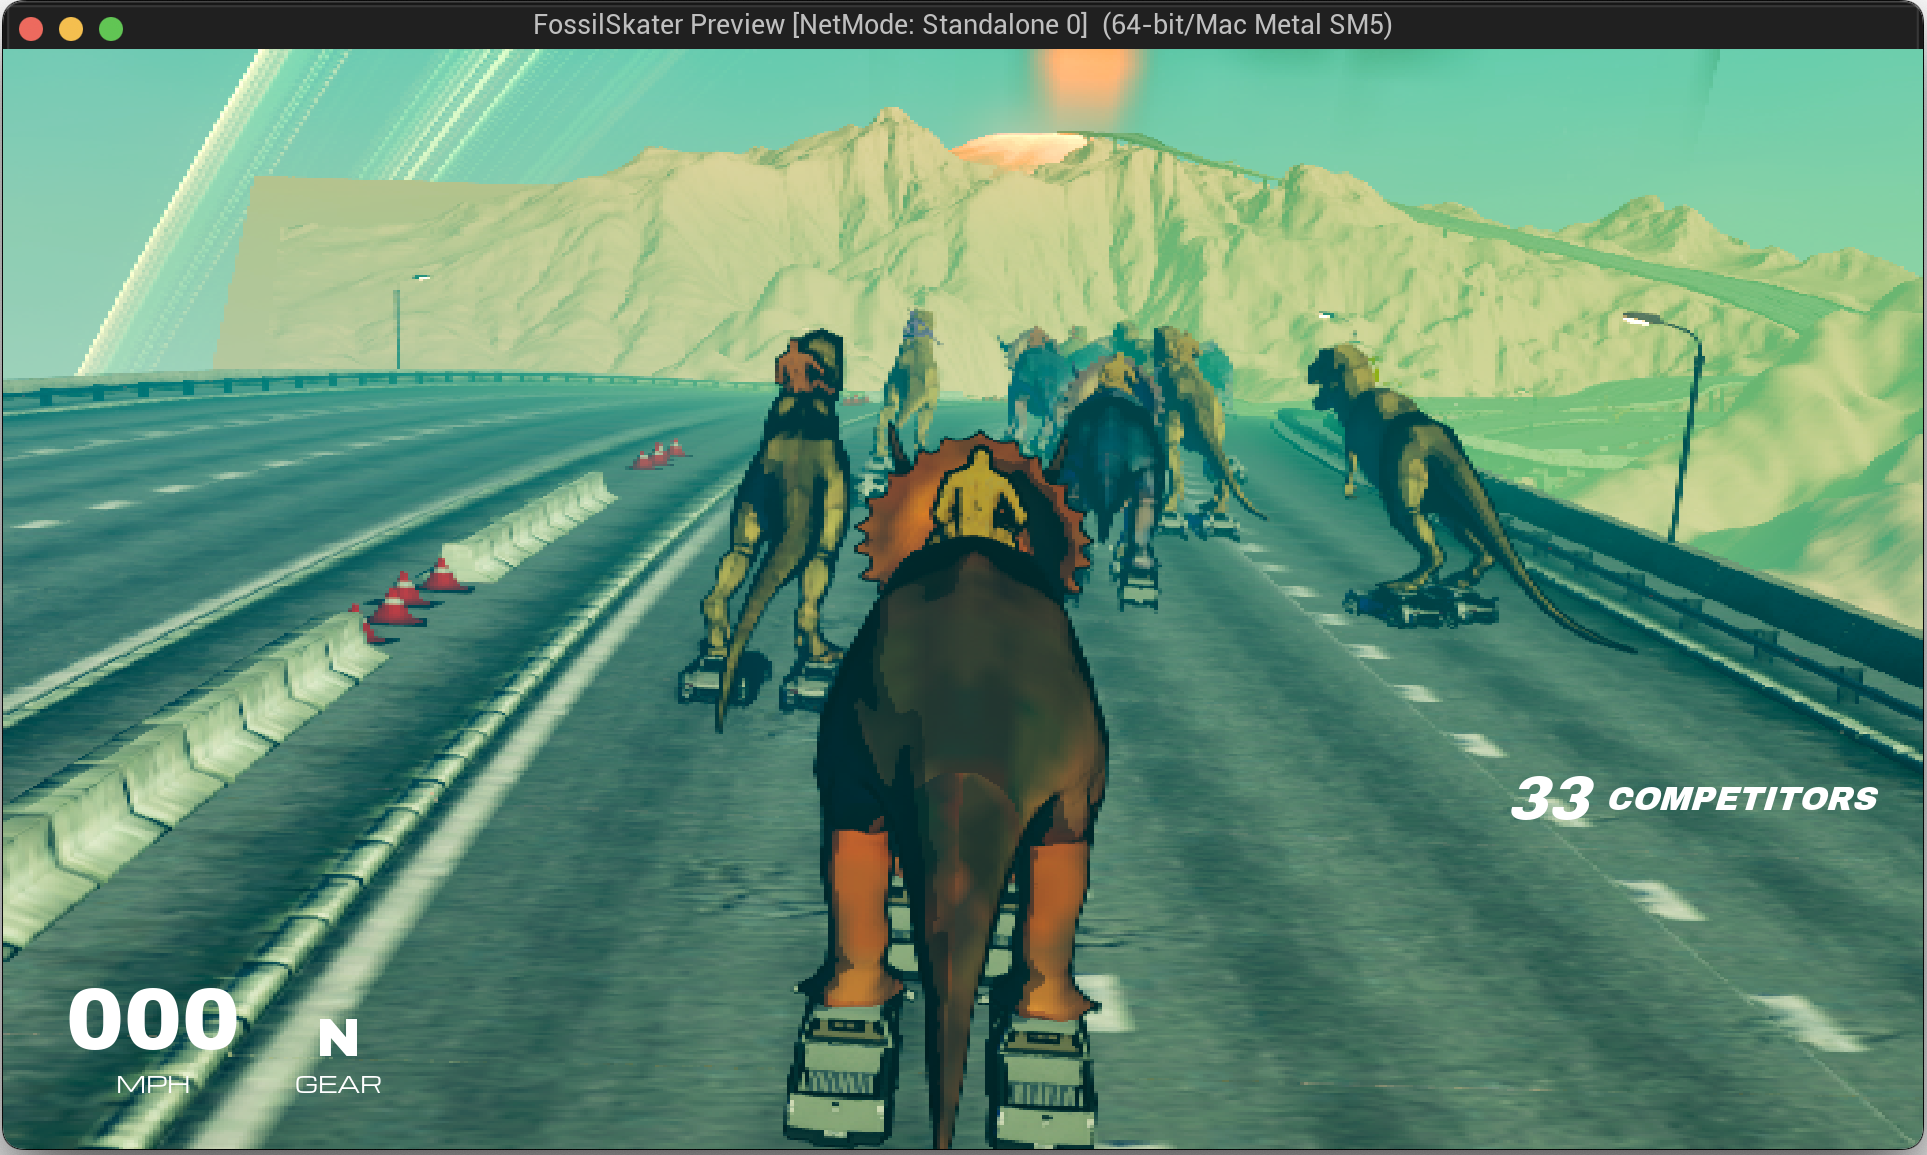 FossilSkater Preview [NetMode: Standalone 0]  (64-bit/Mac Metal SM5)
33 COMPETITORS
000 N
MPH GEAR